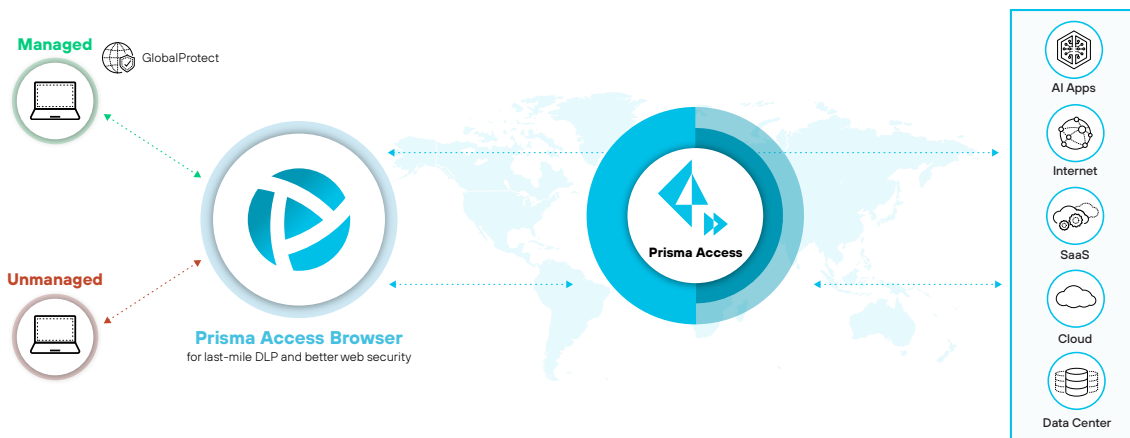 Managed
GlobalProtect
Unmanaged
Prisma Access Browser
for last-mile DLP and better web security
Prisma Access
AI Apps
Internet
SaaS
Cloud
Data Center